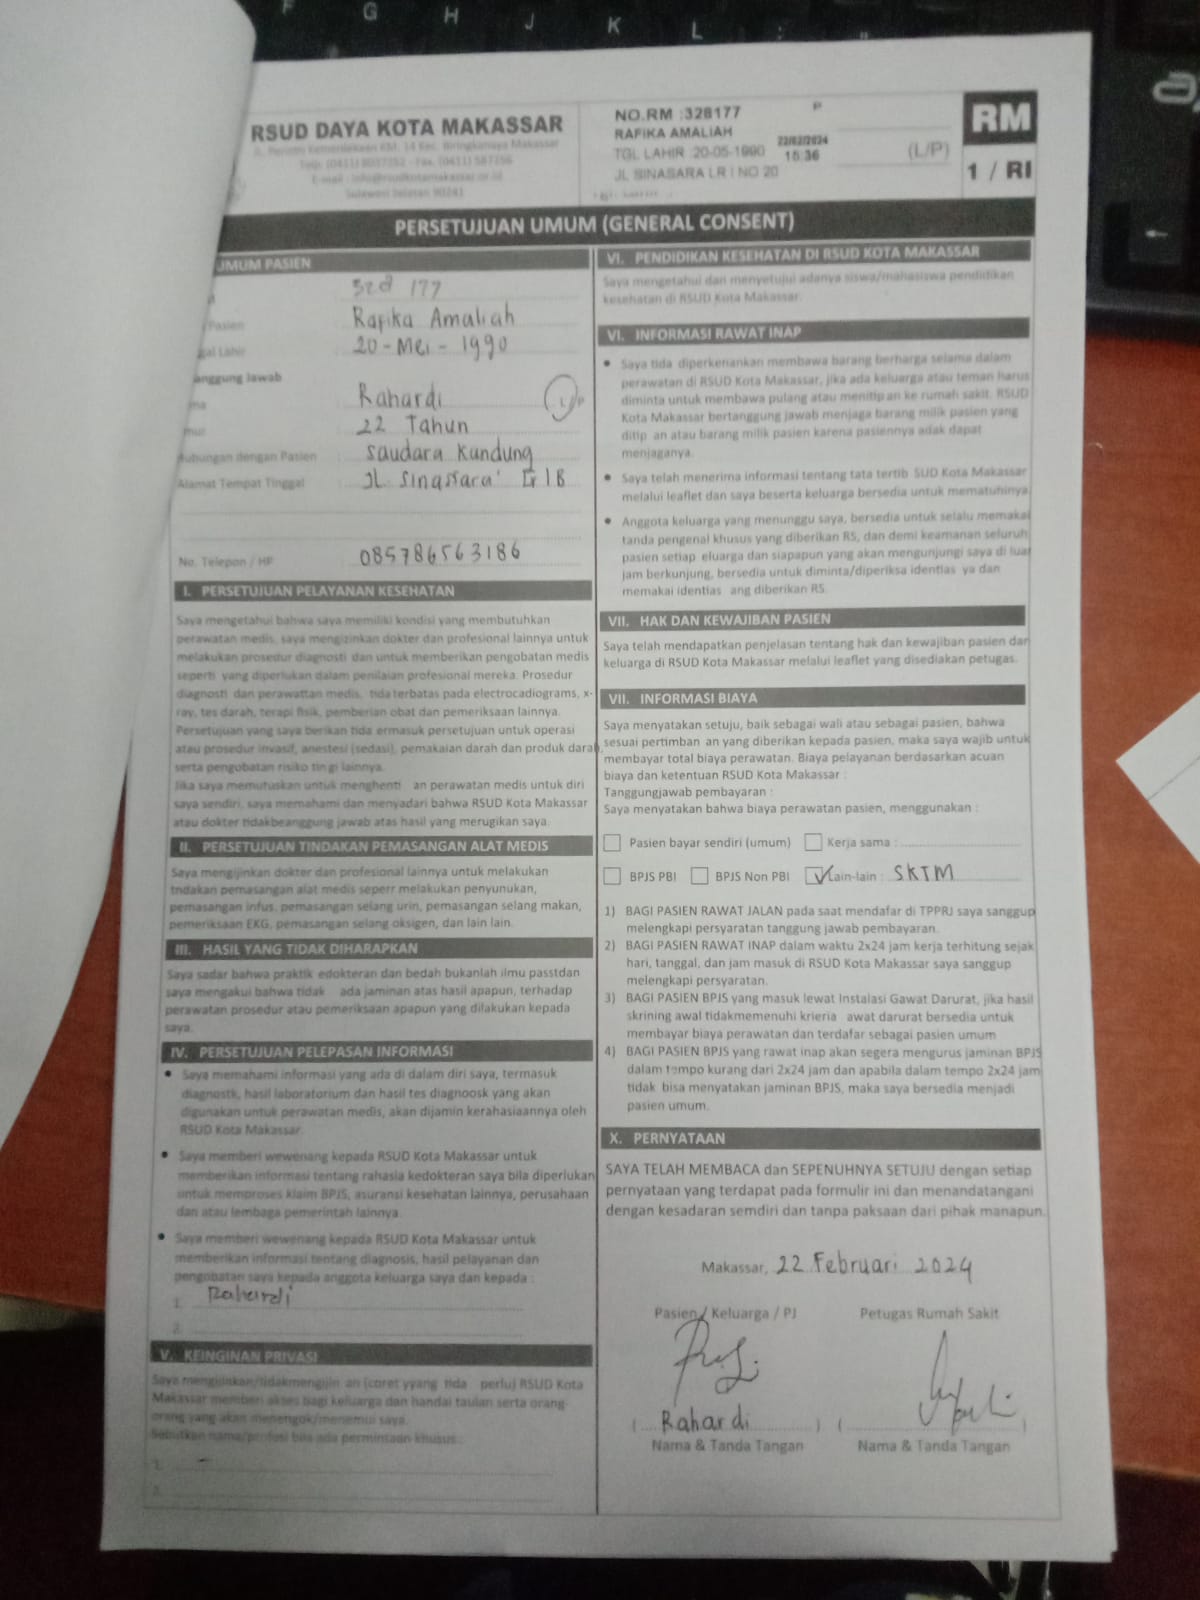 F G H J K L : "
RSUD DAYA KOTA MAKASSAR
KM. 14 Kec. Biringkanaya Makassar
Sulawesi Selatan 90241
NO.RM :328177 P
RAFIKA AMALIAH
TGL LAHIR :20-05-1990
JL SINASARA LR I NO 20
22/02/2024
15:36
(L/P)
RM
1 / RI
PERSETUJUAN UMUM (GENERAL CONSENT)
UMUM PASIEN
177
Pasien Rafika Amaliah
gal Lahir 20-Mei-1990
anggung Jawab
ma Rahardi L/P
mur 22 Tahun
Hubungan dengan Pasien Saudara Kandung
Alamat Tempat Tinggal JL.
No. Telepon / HP 085786563186
I. PERSETUJUAN PELAYANAN KESEHATAN
Saya mengetahui bahwa saya memiliki kondisi yang membutuhkan
perawatan medis, saya mengizinkan dokter dan profesional lainnya untuk
melakukan prosedur diagnosti dan untuk memberikan pengobatan medis
seperti yang diperlukan dalam penilaian profesional mereka. Prosedur
diagnosti dan perawattan medis, tida terbatas pada electrocadiograms, x-
ray, tes darah, terapi fisik, pemberian obat dan pemeriksaan lainnya.
Persetujuan yang saya berikan tida ermasuk persetujuan untuk operasi
atau prosedur invasif, anestesi (sedasi), pemakaian darah dan produk darah,
serta pengobatan risiko tin gi lainnya.
Jika saya memutuskan untuk menghenti an perawatan medis untuk diri
saya sendiri, saya memahami dan menyadari bahwa RSUD Kota Makassar
atau dokter tidakbeanggung jawab atas hasil yang merugikan saya.
II. PERSETUJUAN TINDAKAN PEMASANGAN ALAT MEDIS
Saya mengijinkan dokter dan profesional lainnya untuk melakukan
tndakan pemasangan alat medis seperr melakukan penyunukan,
pemasangan infus, pemasangan selang urin, pemasangan selang makan,
pemeriksaan EKG, pemasangan selang oksigen, dan lain lain.
III. HASIL YANG TIDAK DIHARAPKAN
Saya sadar bahwa praktik edokteran dan bedah bukanlah ilmu passtdan
saya mengakui bahwa tidak ada jaminan atas hasil apapun, terhadap
perawatan prosedur atau pemeriksaan apapun yang dilakukan kepada
saya.
IV. PERSETUJUAN PELEPASAN INFORMASI
• Saya memahami informasi yang ada di dalam diri saya, termasuk
diagnostk, hasil laboratorium dan hasil tes diagnoosk yang akan
digunakan untuk perawatan medis, akan dijamin kerahasiaannya oleh
RSUD Kota Makassar.
• Saya memberi wewenang kepada RSUD Kota Makassar untuk
memberikan informasi tentang rahasia kedokteran saya bila diperlukan
untuk memproses klaim BPJS, asuransi kesehatan lainnya, perusahaan
dan atau lembaga pemerintah lainnya.
• Saya memberi wewenang kepada RSUD Kota Makassar untuk
memberikan informasi tentang diagnosis, hasil pelayanan dan
pengobatan saya kepada anggota keluarga saya dan kepada :
1. Rahardi
2.
V. KEINGINAN PRIVASI
Saya mengijinkan/tidakmengijin an (coret yyang tida perlu) RSUD Kota
Makassar memberi akses bagi keluarga dan handai taulan serta orang-
orang yang akan menengok/menemui saya.
Sebutkan nama/profesi bila ada permintaan khusus :
1. -
2.
VI. PENDIDIKAN KESEHATAN DI RSUD KOTA MAKASSAR
Saya mengetahui dan menyetujui adanya siswa/mahasiswa pendidikan
kesehatan di RSUD Kota Makassar.
VI. INFORMASI RAWAT INAP
• Saya tida diperkenankan membawa barang berharga selama dalam
perawatan di RSUD Kota Makassar, jika ada keluarga atau teman harus
diminta untuk membawa pulang atau menitip an ke rumah sakit. RSUD
Kota Makassar bertanggung jawab menjaga barang milik pasien yang
ditip an atau barang milik pasien karena pasiennya adak dapat
menjaganya.
• Saya telah menerima informasi tentang tata tertib SUD Kota Makassar
melalui leaflet dan saya beserta keluarga bersedia untuk mematuhinya
• Anggota keluarga yang menunggu saya, bersedia untuk selalu memakai
tanda pengenal khusus yang diberikan RS, dan demi keamanan seluruh
pasien setiap eluarga dan siapapun yang akan mengunjungi saya di luar
jam berkunjung, bersedia untuk diminta/diperiksa identias ya dan
memakai identias ang diberikan RS.
VII. HAK DAN KEWAJIBAN PASIEN
Saya telah mendapatkan penjelasan tentang hak dan kewajiban pasien dan
keluarga di RSUD Kota Makassar melalui leaflet yang disediakan petugas.
VII. INFORMASI BIAYA
Saya menyatakan setuju, baik sebagai wali atau sebagai pasien, bahwa
sesuai pertimban an yang diberikan kepada pasien, maka saya wajib untuk
membayar total biaya perawatan. Biaya pelayanan berdasarkan acuan
biaya dan ketentuan RSUD Kota Makassar :
Tanggungjawab pembayaran :
Saya menyatakan bahwa biaya perawatan pasien, menggunakan :
Pasien bayar sendiri (umum) Kerja sama :
BPJS PBI BPJS Non PBI ✓ Lain-lain : SKTM
1) BAGI PASIEN RAWAT JALAN pada saat mendafar di TPPRJ saya sanggup
melengkapi persyaratan tanggung jawab pembayaran.
2) BAGI PASIEN RAWAT INAP dalam waktu 2x24 jam kerja terhitung sejak
hari, tanggal, dan jam masuk di RSUD Kota Makassar saya sanggup
melengkapi persyaratan.
3) BAGI PASIEN BPJS yang masuk lewat Instalasi Gawat Darurat, jika hasil
skrining awal tidakmemenuhi krieria awat darurat bersedia untuk
membayar biaya perawatan dan terdafar sebagai pasien umum
4) BAGI PASIEN BPJS yang rawat inap akan segera mengurus jaminan BPJS
dalam tempo kurang dari 2x24 jam dan apabila dalam tempo 2x24 jam
tidak bisa menyatakan jaminan BPJS, maka saya bersedia menjadi
pasien umum.
X. PERNYATAAN
SAYA TELAH MEMBACA dan SEPENUHNYA SETUJU dengan setiap
pernyataan yang terdapat pada formulir ini dan menandatangani
dengan kesadaran semdiri dan tanpa paksaan dari pihak manapun.
Makassar, 22 Februari 2024
Pasien / Keluarga / PJ Petugas Rumah Sakit
( Rahardi ) ( )
Nama & Tanda Tangan Nama & Tanda Tangan